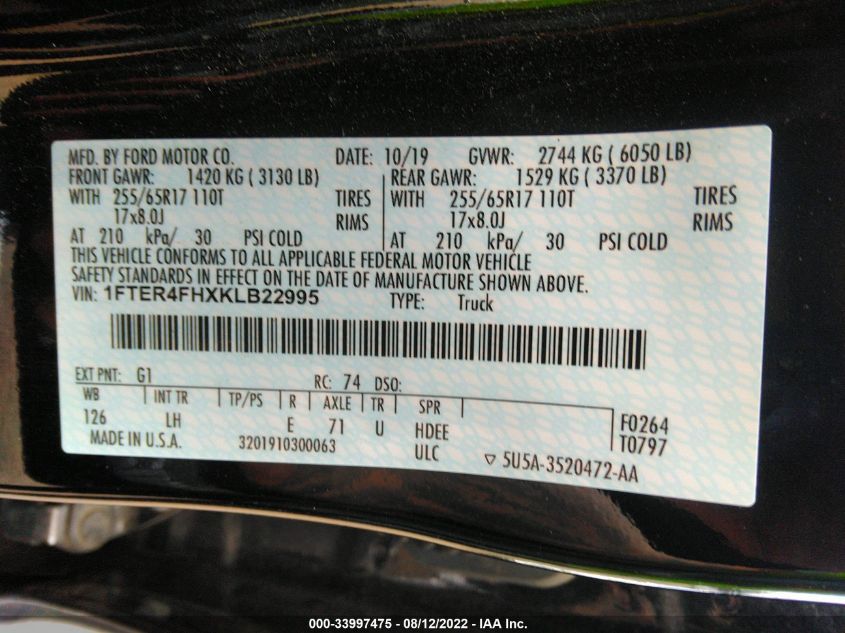 MFD. BY FORD MOTOR CO. DATE: 10/19 GVWR: 2744 KG ( 6050 LB)
FRONT GAWR: 1420 KG ( 3130 LB) REAR GAWR: 1529 KG ( 3370 LB)
WITH 255/65R17 110T TIRES WITH 255/65R17 110T TIRES
17x8.0J RIMS 17x8.0J RIMS
AT 210 kPa/ 30 PSI COLD AT 210 kPa/ 30 PSI COLD
THIS VEHICLE CONFORMS TO ALL APPLICABLE FEDERAL MOTOR VEHICLE
SAFETY STANDARDS IN EFFECT ON THE DATE OF MANUFACTURE SHOWN ABOVE.
VIN: 1FTER4FHXKLB22995 TYPE: Truck
EXT PNT: G1 RC: 74 DSO:
WB INT TR TP/PS R AXLE TR SPR
126 LH E 71 U HDEE F0264
MADE IN U.S.A. 3201910300063 ULC T0797
▽ 5U5A-3520472-AA
000-33997475 - 08/12/2022 - IAA Inc.